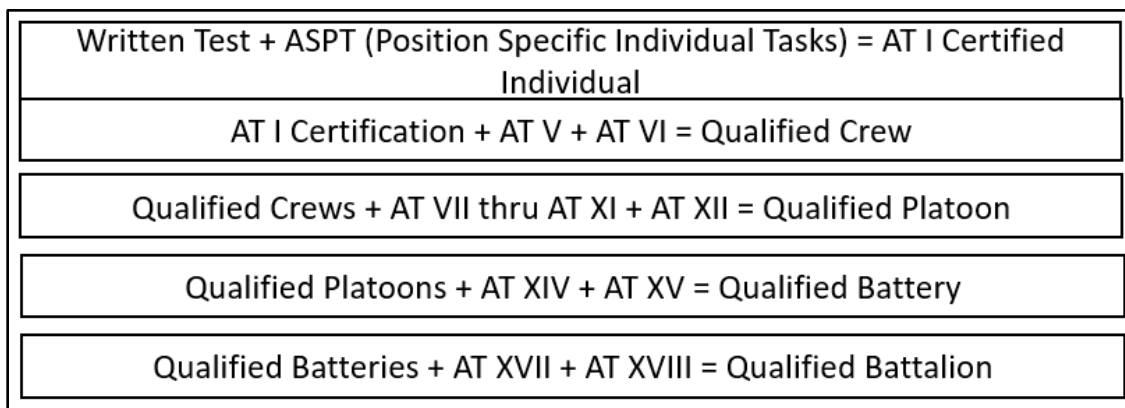 Written Test + ASPT (Position Specific Individual Tasks) = AT I Certified
Individual
AT I Certification + AT V + AT VI = Qualified Crew
Qualified Crews + AT VII thru AT XI + AT XII = Qualified Platoon
Qualified Platoons + AT XIV + AT XV = Qualified Battery
Qualified Batteries + AT XVII + AT XVIII = Qualified Battalion